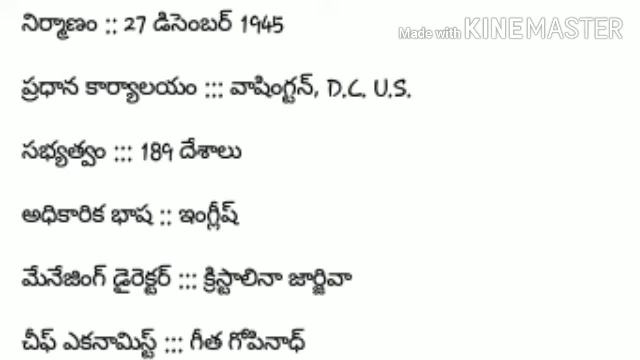 నిర్మాణం :: 27 డిసెంబర్ 1945
Made with KINEMASTER
ప్రధాన కార్యాలయం ::: వాషింగ్టన్, D.C. U.S.
సభ్యత్వం ::: 189 దేశాలు
అధికారిక భాష :: ఇంగ్లీష్
మేనేజింగ్ డైరెక్టర్ ::: క్రిస్టాలినా జార్జివా
చీఫ్ ఎకనామిస్ట్ ::: గీత గోపినాధ్